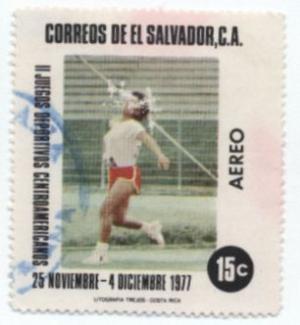 CORREOS DE EL SALVADOR, C.A.
II JUEGOS DEPORTIVOS CENTROAMERICANOS
AEREO
15c
25 NOVIEMBRE-4 DICIEMBRE 1977
LITOGRAFIA TREJOS-COSTA RICA